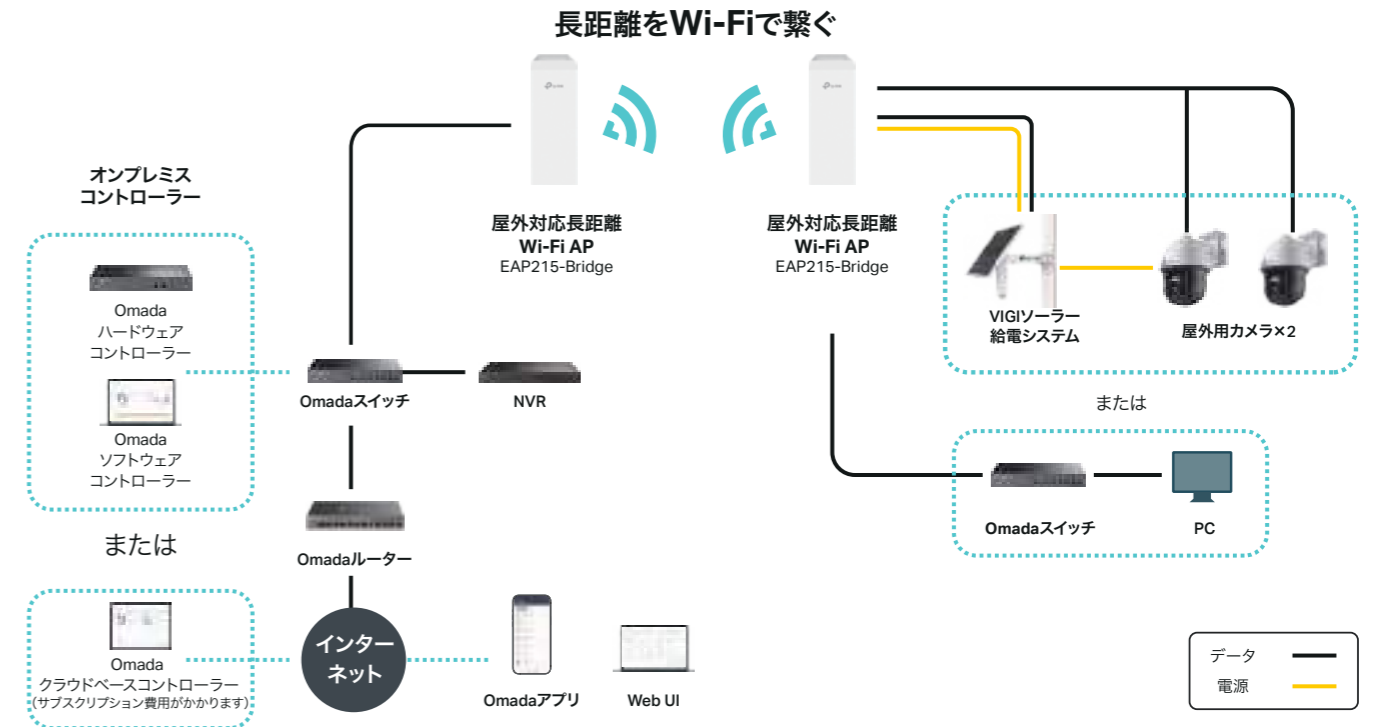 長距離をWi-Fiで繋ぐ
オンプレミス
コントローラー
Omada
ハードウェア
コントローラー
Omada
ソフトウェア
コントローラー
または
Omada
クラウドベースコントローラー
(サブスクリプション費用がかかります)
屋外対応長距離
Wi-Fi AP
EAP215-Bridge
Omadaスイッチ
NVR
Omadaルーター
インター
ネット
Omadaアプリ
Web UI
屋外対応長距離
Wi-Fi AP
EAP215-Bridge
VIGIソーラー
給電システム
屋外用カメラ×2
または
Omadaスイッチ
PC
データ
電源